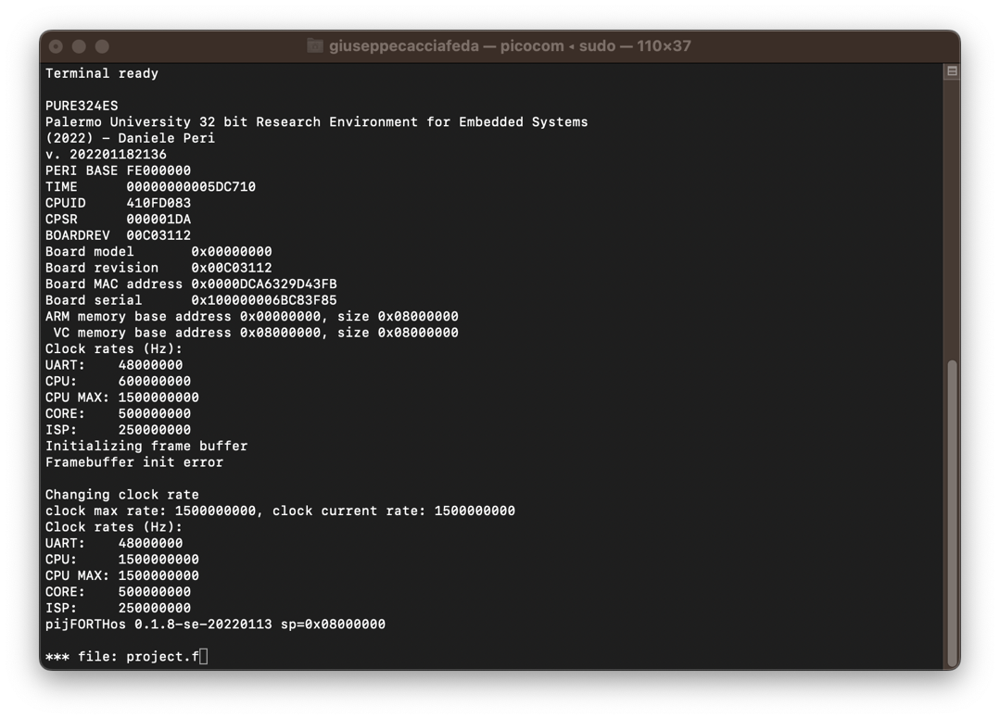 giuseppecacciafeda — picocom ◂ sudo — 110×37
Terminal ready
PURE324ES
Palermo University 32 bit Research Environment for Embedded Systems
(2022) – Daniele Peri
v. 202201182136
PERI BASE FE000000
TIME      00000000005DC710
CPUID     410FD083
CPSR      000001DA
BOARDREV  00C03112
Board model       0x00000000
Board revision    0x00C03112
Board MAC address 0x0000DCA6329D43FB
Board serial      0x100000006BC83F85
ARM memory base address 0x00000000, size 0x08000000
 VC memory base address 0x08000000, size 0x08000000
Clock rates (Hz):
UART:    48000000
CPU:     600000000
CPU MAX: 1500000000
CORE:    500000000
ISP:     250000000
Initializing frame buffer
Framebuffer init error
Changing clock rate
clock max rate: 1500000000, clock current rate: 1500000000
Clock rates (Hz):
UART:    48000000
CPU:     1500000000
CPU MAX: 1500000000
CORE:    500000000
ISP:     250000000
pijFORTHos 0.1.8-se-20220113 sp=0x08000000
*** file: project.f